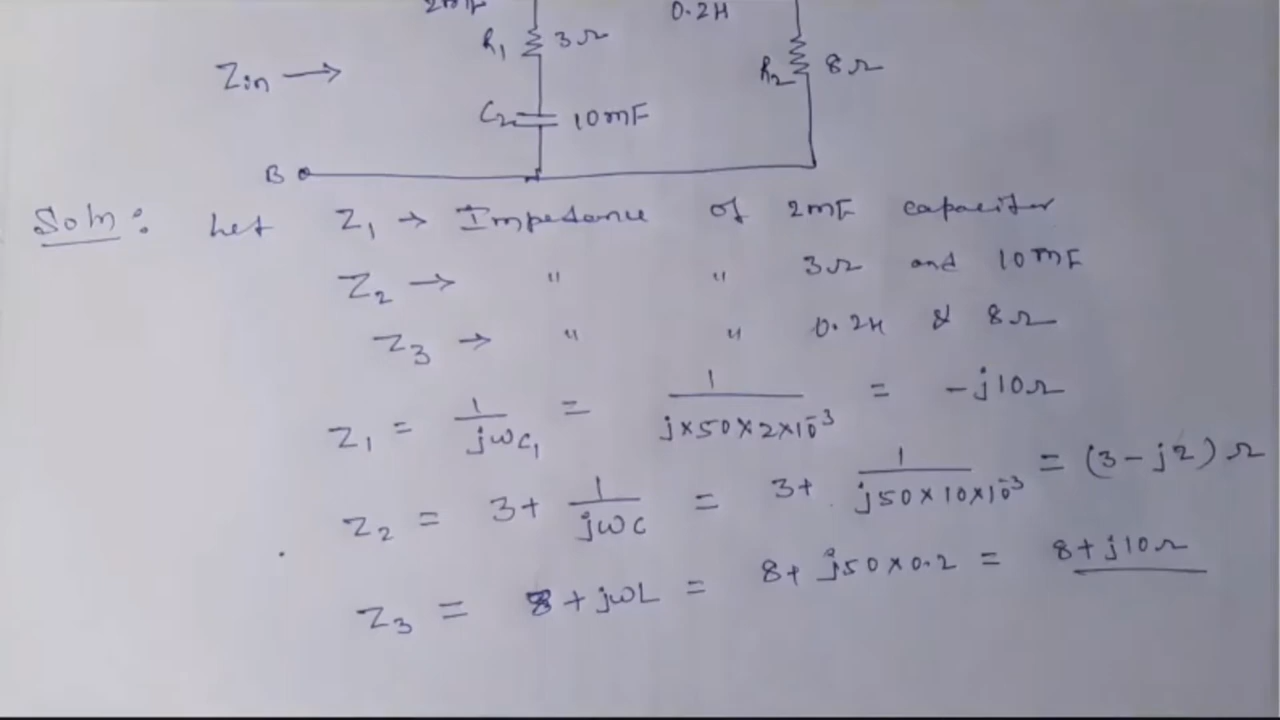 2mF 0.2H
R₁ 3Ω
Zin → R₂ 8Ω
C₂ 10mF
B
Soln: Let Z₁ → Impedance of 2mF capacitor
Z₂ → " " 3Ω and 10mF
Z₃ → " " 0.2H & 8Ω
Z₁ = 1/jωC₁ = 1/j×50×2×10⁻³ = -j10Ω
Z₂ = 3+ 1/jωC = 3+ 1/j50×10×10⁻³ = (3-j2)Ω
Z₃ = 8+jωL = 8+j50×0.2 = 8+j10Ω